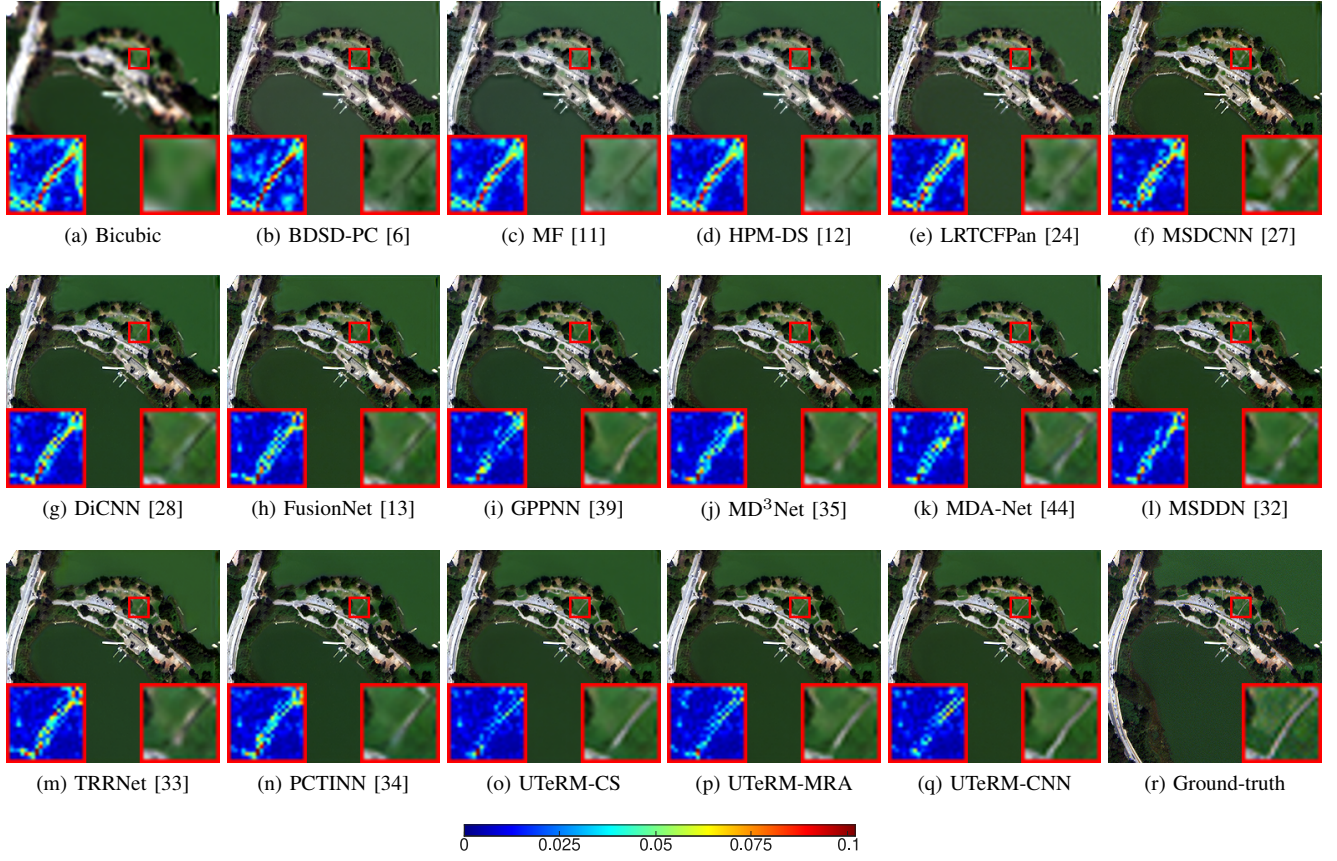 (a) Bicubic (b) BDSD-PC [6] (c) MF [11] (d) HPM-DS [12] (e) LRTCFPan [24] (f) MSDCNN [27]
(g) DiCNN [28] (h) FusionNet [13] (i) GPPNN [39] (j) MD³Net [35] (k) MDA-Net [44] (l) MSDDN [32]
(m) TRRNet [33] (n) PCTINN [34] (o) UTeRM-CS (p) UTeRM-MRA (q) UTeRM-CNN (r) Ground-truth
0 0.025 0.05 0.075 0.1